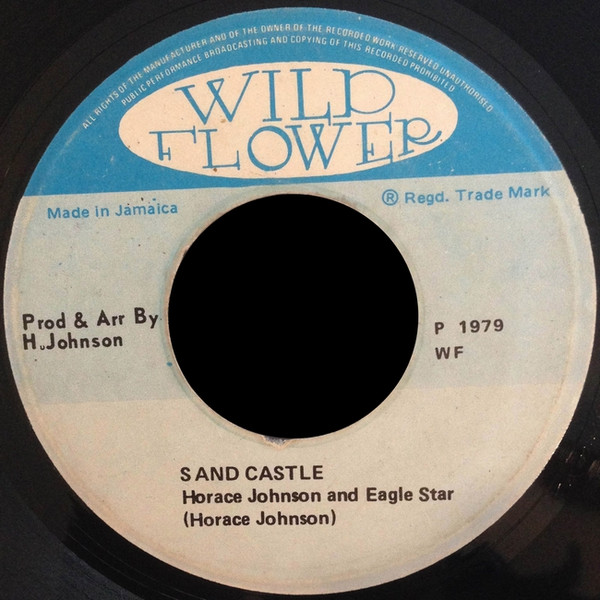 ALL RIGHTS OF THE MANUFACTURER AND OF THE OWNER OF THE RECORDED WORK RESERVED UNAUTHORISED
PUBLIC PERFORMANCE BROADCASTING AND COPYING OF THIS RECORDED PROHIBITED
WILD
FLOWER
Made in Jamaica
® Regd. Trade Mark
Prod & Arr By
H.Johnson
P 1979
WF
SAND CASTLE
Horace Johnson and Eagle Star
(Horace Johnson)